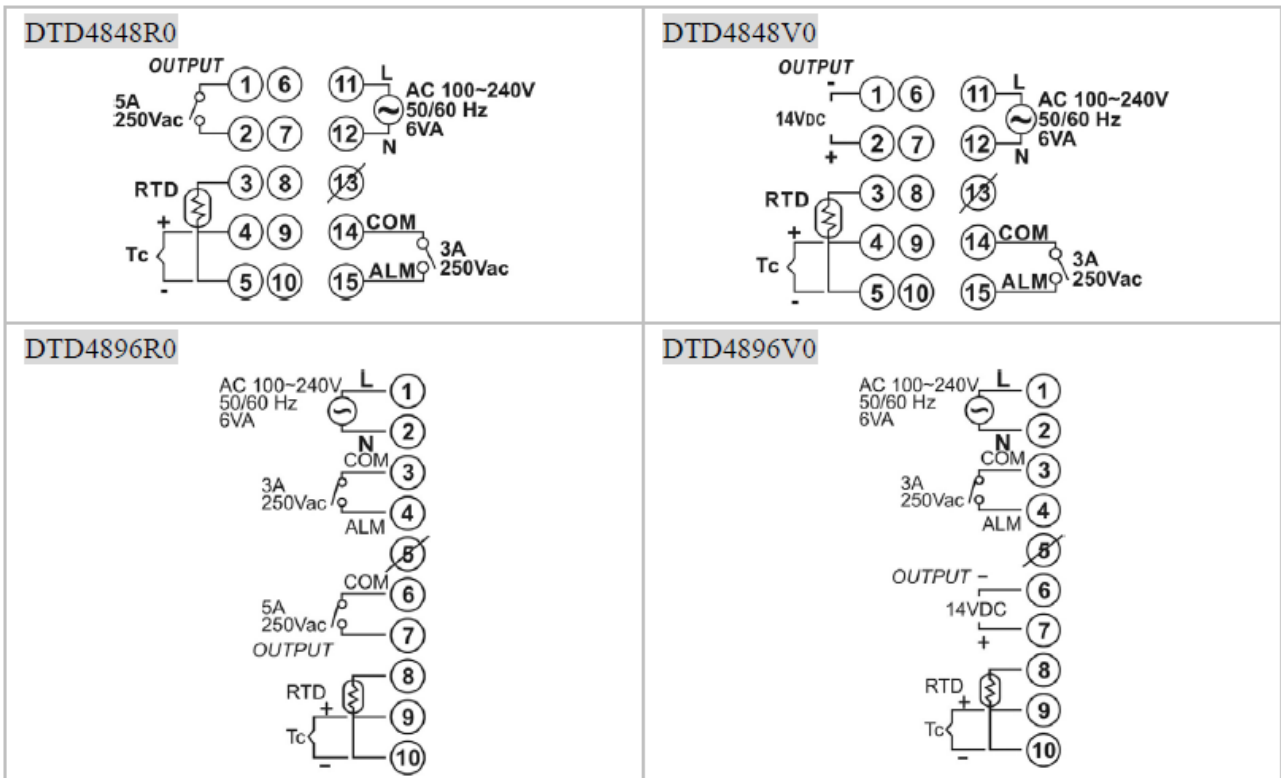 DTD4848R0
OUTPUT
5A
250Vac
1 6
2 7
RTD 3 8
+
Tc 4 9
-
5 10
11 L
AC 100~240V
50/60 Hz
6VA
12 N
13
14 COM
3A
250Vac
15 ALM
DTD4848V0
OUTPUT
-
14VDC
+
1 6
2 7
RTD 3 8
+
Tc 4 9
-
5 10
11 L
AC 100~240V
50/60 Hz
6VA
12 N
13
14 COM
3A
250Vac
15 ALM
DTD4896R0
AC 100~240V L 1
50/60 Hz
6VA
2
N
COM 3
3A
250Vac
ALM 4
5
COM 6
5A
250Vac
OUTPUT 7
RTD 8
+
9
Tc
-
10
DTD4896V0
AC 100~240V L 1
50/60 Hz
6VA
2
N
COM 3
3A
250Vac
ALM 4
5
OUTPUT - 6
14VDC
+ 7
RTD 8
+
9
Tc
-
10